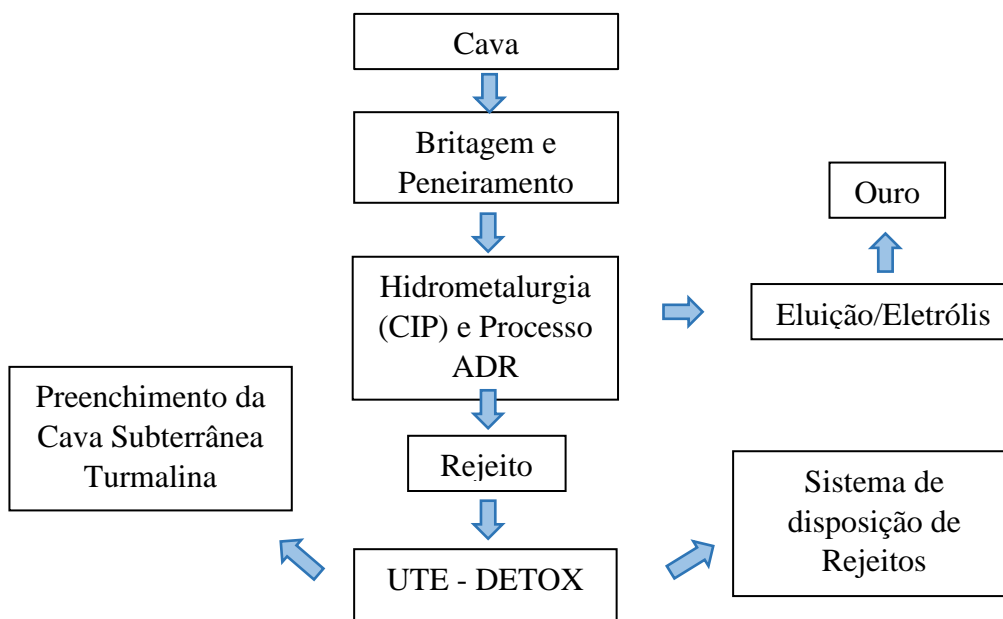 Cava
Britagem e
Peneiramento
Ouro
Hidrometalurgia
(CIP) e Processo
ADR
Eluição/Eletrólis
Preenchimento da
Cava Subterrânea
Turmalina
Rejeito
Sistema de
disposição de
Rejeitos
UTE - DETOX